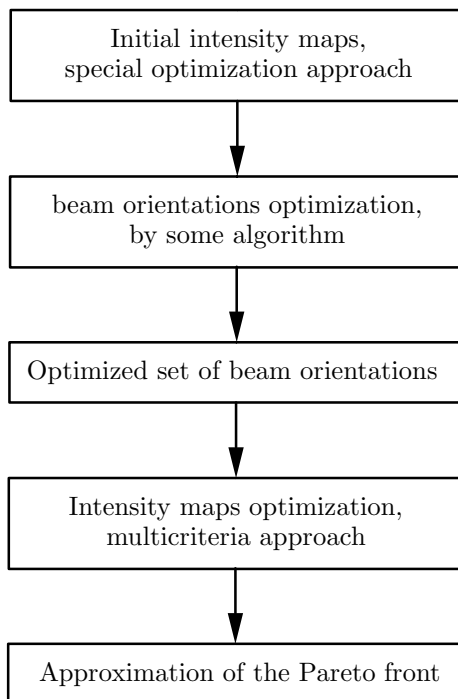 Initial intensity maps,
special optimization approach
beam orientations optimization,
by some algorithm
Optimized set of beam orientations
Intensity maps optimization,
multicriteria approach
Approximation of the Pareto front